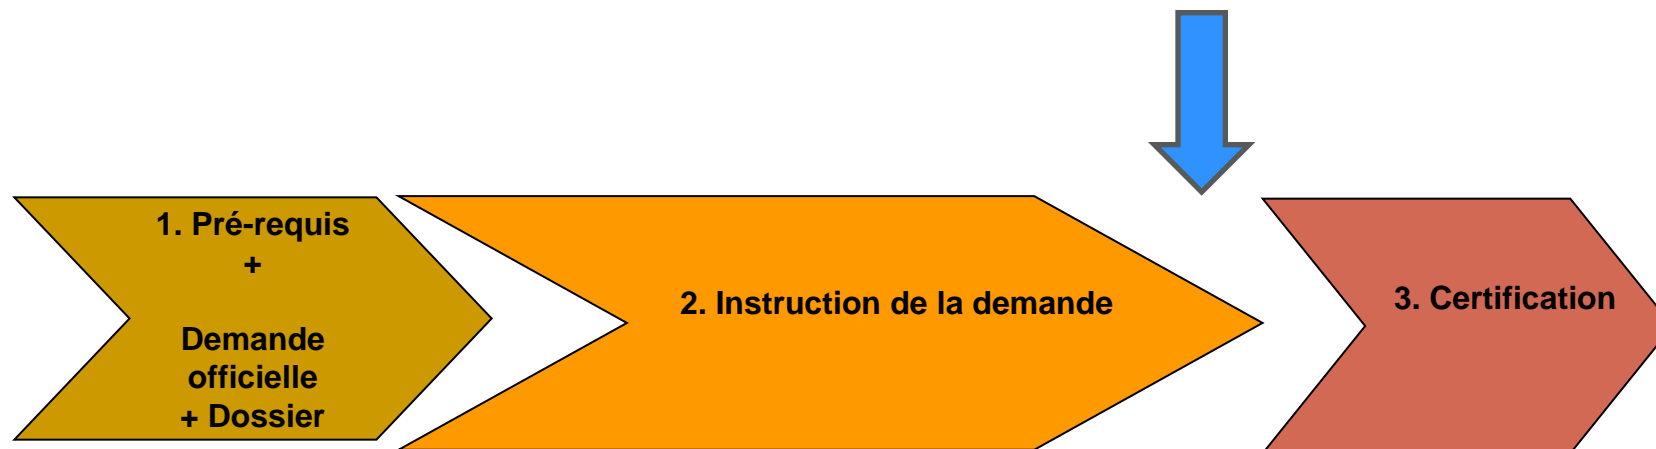 1. Pré-requis
+
Demande
officielle
+ Dossier
2. Instruction de la demande
3. Certification